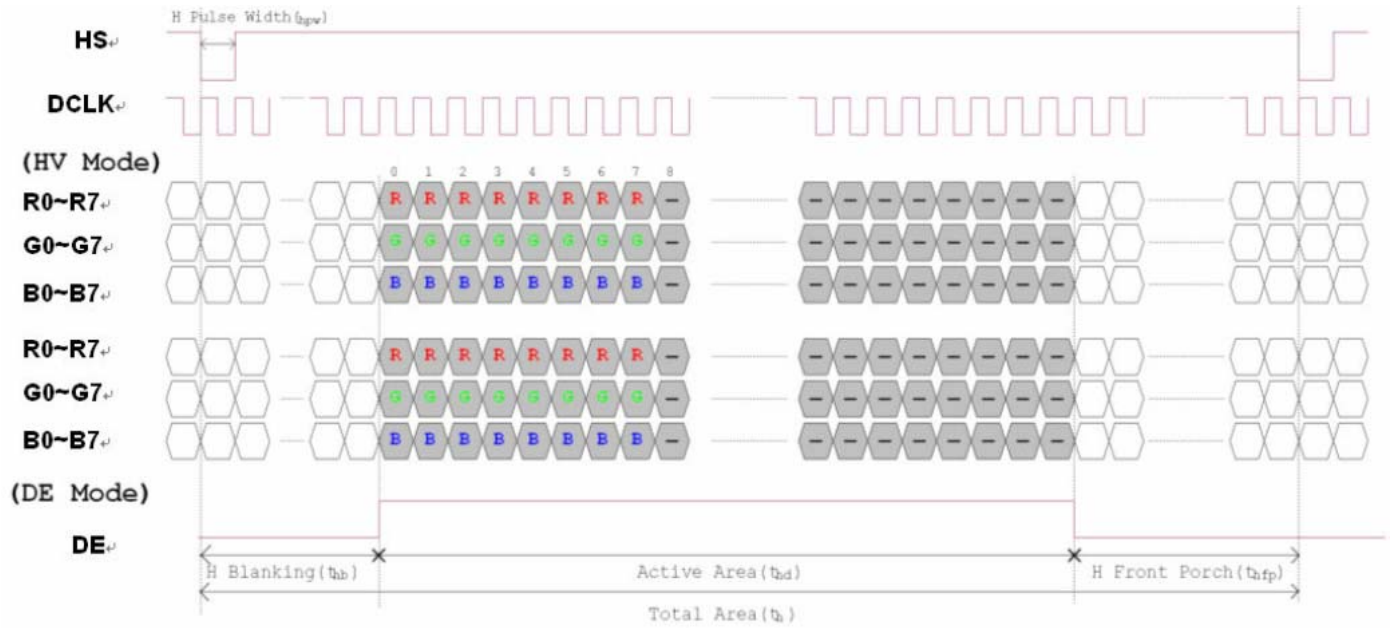 H Pulse Width(thpw)
HS
DCLK
(HV Mode)
0 1 2 3 4 5 6 7 8
R0~R7 R R R R R R R R – – – – – – – – –
G0~G7 G G G G G G G G – – – – – – – – –
B0~B7 B B B B B B B B – – – – – – – – –
R0~R7 R R R R R R R R – – – – – – – – –
G0~G7 G G G G G G G G – – – – – – – – –
B0~B7 B B B B B B B B – – – – – – – – –
(DE Mode)
DE
H Blanking(thb) Active Area(thd) H Front Porch(thfp)
Total Area(th)